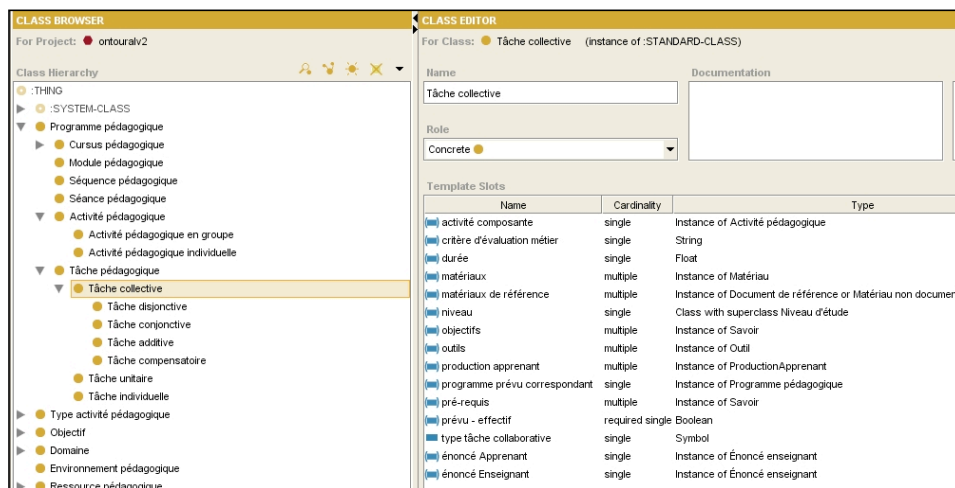 CLASS BROWSER
For Project: ontouralv2
Class Hierarchy
:THING
:SYSTEM-CLASS
Programme pédagogique
Cursus pédagogique
Module pédagogique
Séquence pédagogique
Séance pédagogique
Activité pédagogique
Activité pédagogique en groupe
Activité pédagogique individuelle
Tâche pédagogique
Tâche collective
Tâche disjonctive
Tâche conjonctive
Tâche additive
Tâche compensatoire
Tâche unitaire
Tâche individuelle
Type activité pédagogique
Objectif
Domaine
Environnement pédagogique
Ressource pédagogique
CLASS EDITOR
For Class: Tâche collective (instance of :STANDARD-CLASS)
Name Documentation
Tâche collective
Role
Concrete
Template Slots
Name Cardinality Type
activité composante single Instance of Activité pédagogique
critère d'évaluation métier single String
durée single Float
matériaux multiple Instance of Matériau
matériaux de référence multiple Instance of Document de référence or Matériau non documen
niveau single Class with superclass Niveau d'étude
objectifs multiple Instance of Savoir
outils multiple Instance of Outil
production apprenant multiple Instance of ProductionApprenant
programme prévu correspondant single Instance of Programme pédagogique
pré-requis multiple Instance of Savoir
prévu - effectif required single Boolean
type tâche collaborative single Symbol
énoncé Apprenant single Instance of Énoncé enseignant
énoncé Enseignant single Instance of Énoncé enseignant